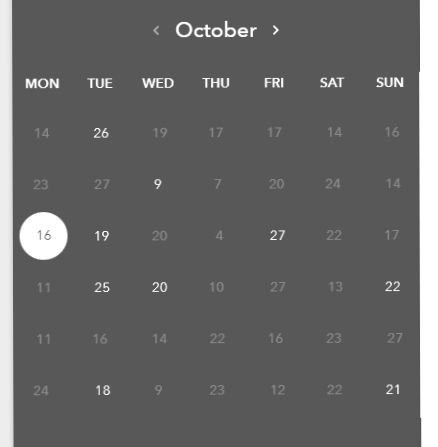 ‹ October ›
MON TUE WED THU FRI SAT SUN
14 26 19 17 17 14 16
23 27 9 7 20 24 14
16 19 20 4 27 22 17
11 25 20 10 27 13 22
11 16 14 22 16 23 27
24 18 9 23 12 22 21